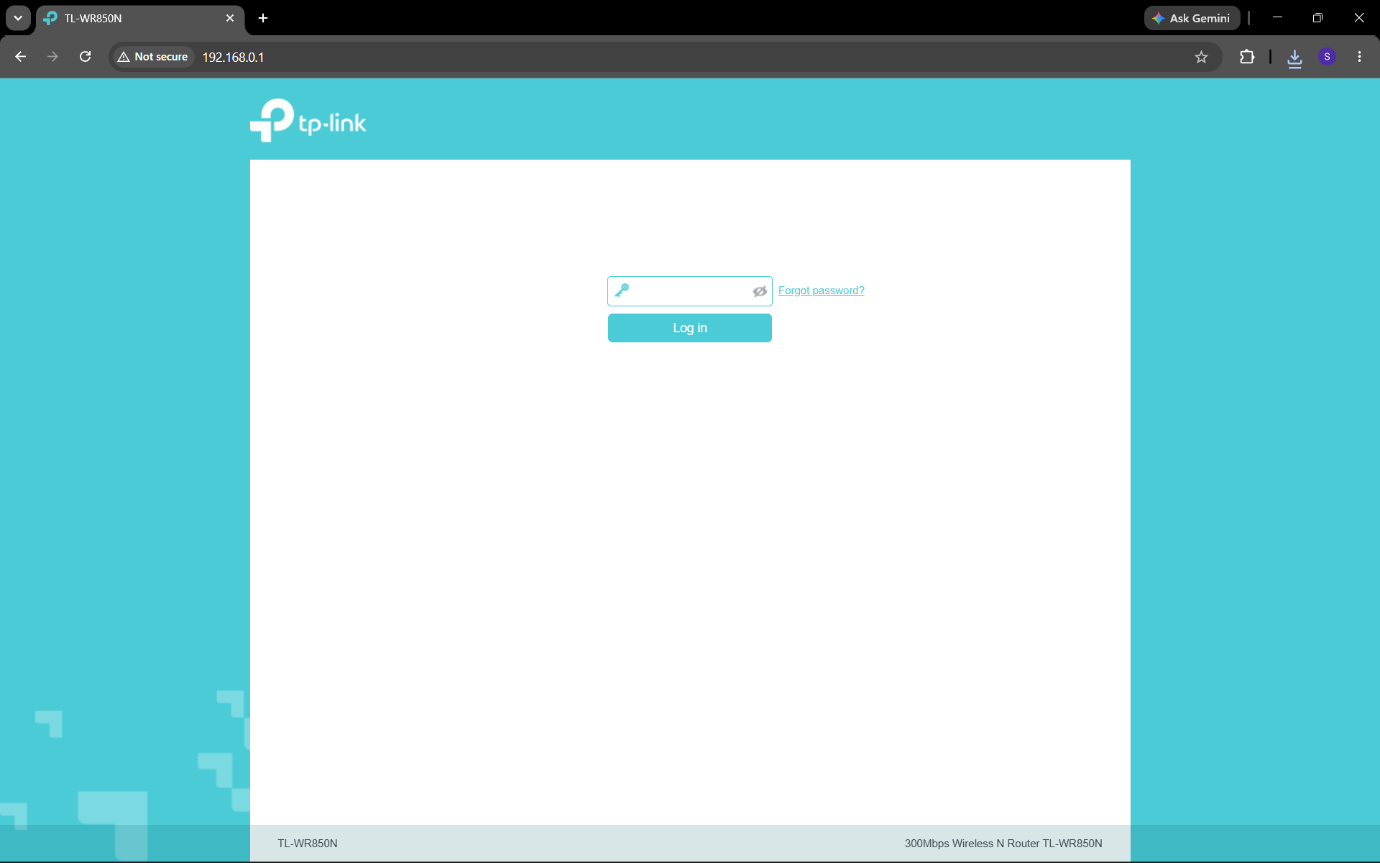 TL-WR850N
Ask Gemini
Not secure
192.168.0.1
S
tp-link
Forgot password?
Log in
TL-WR850N
300Mbps Wireless N Router TL-WR850N